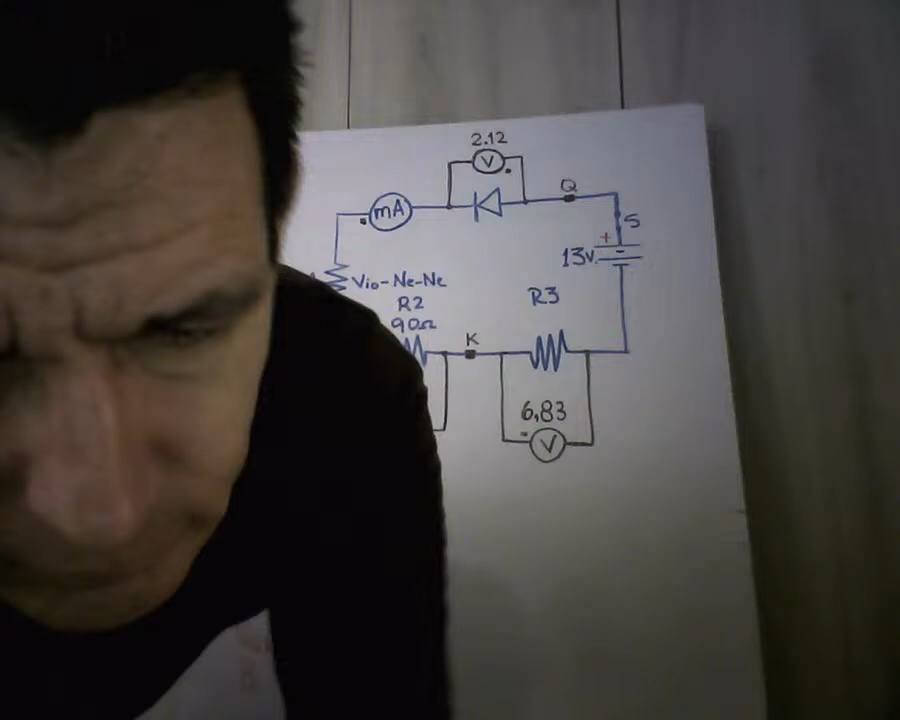 2.12
V
Q
mA
S
+
13v
-
Vio-Ne-Ne
R2
90Ω
R3
K
6,83
V